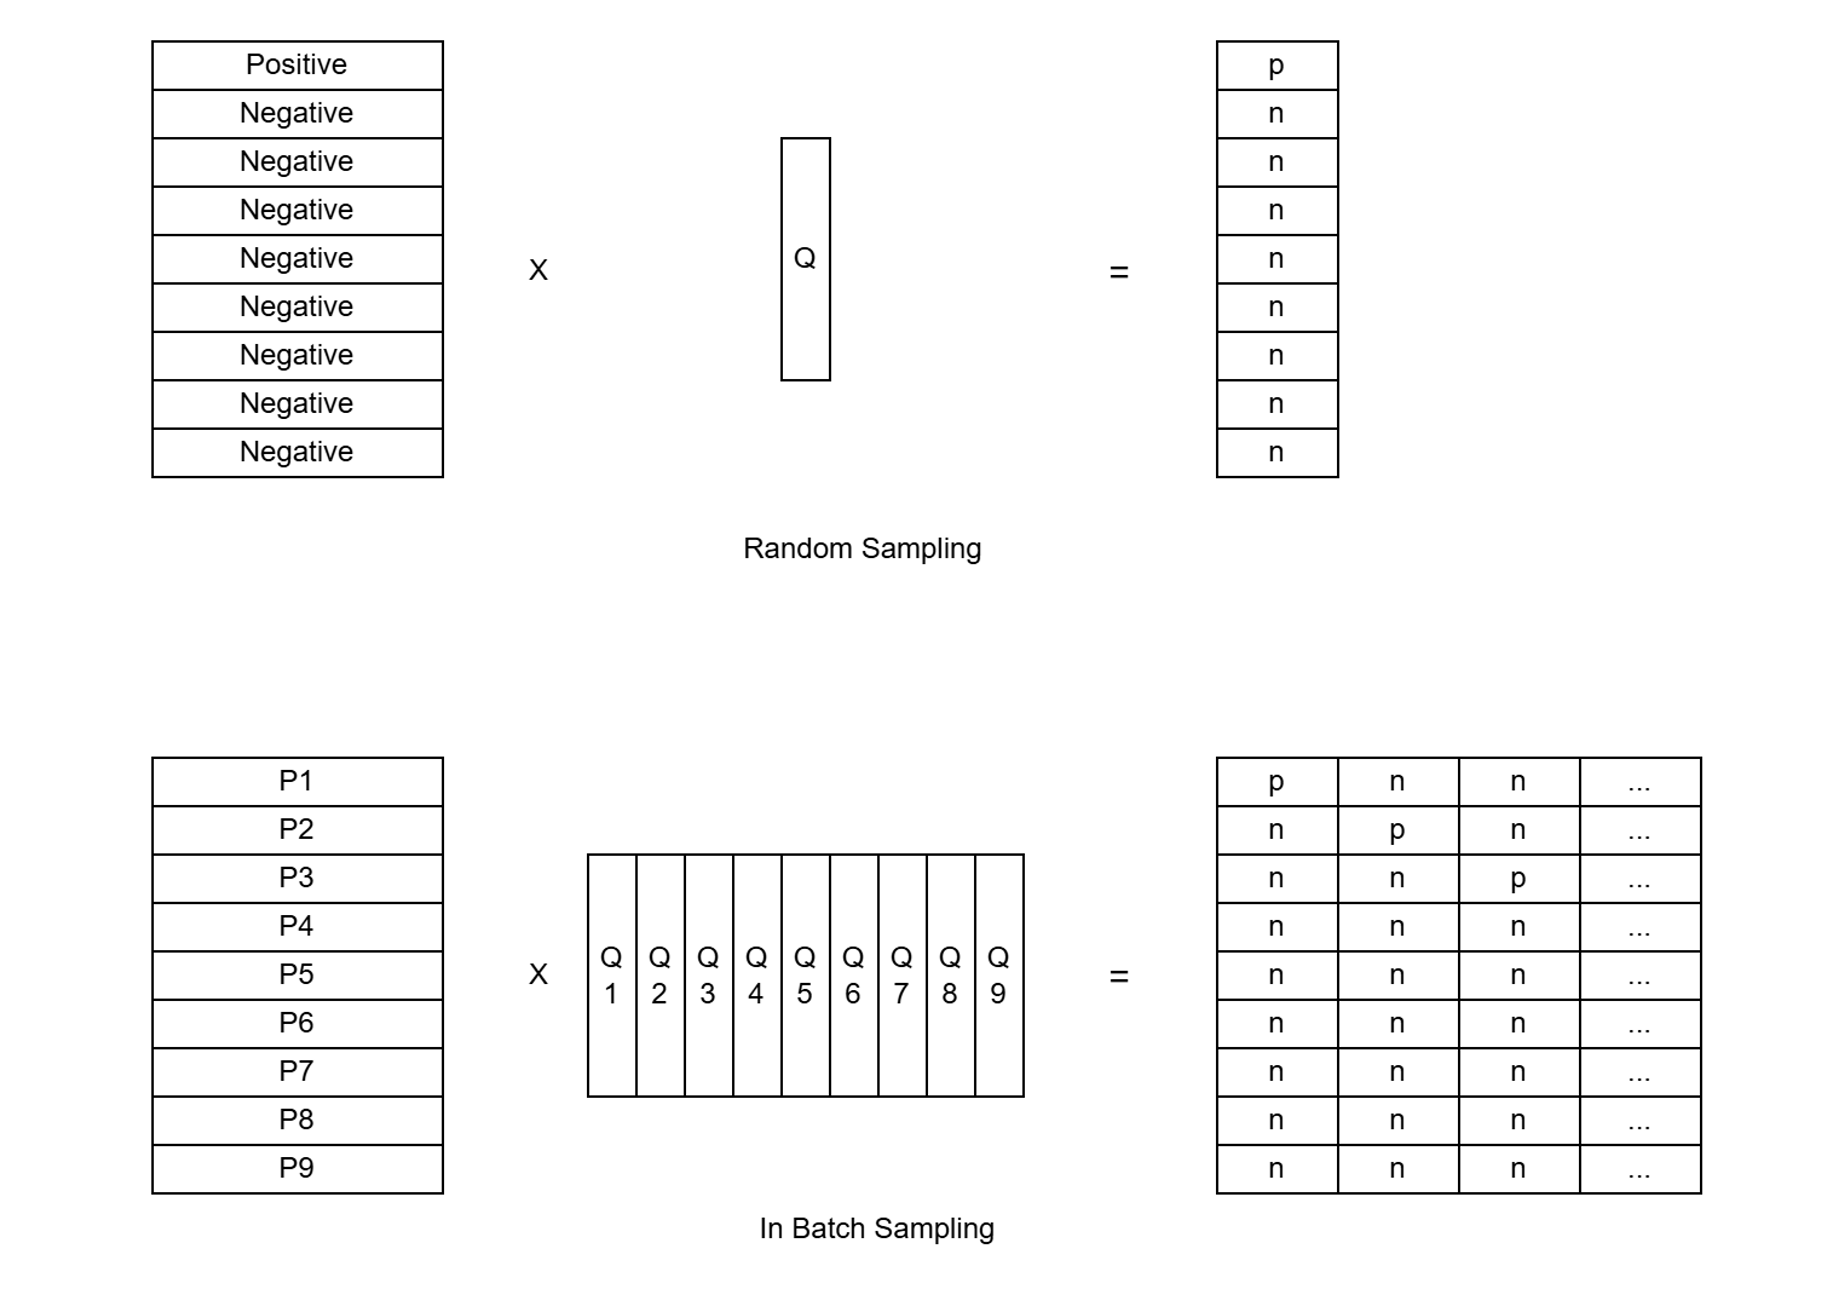 Positive
Negative
Negative
Negative
Negative
Negative
Negative
Negative
Negative
X
Q
=
p
n
n
n
n
n
n
n
n
Random Sampling
P1
P2
P3
P4
P5
P6
P7
P8
P9
X
Q Q Q Q Q Q Q Q Q
1 2 3 4 5 6 7 8 9
=
p n n ...
n p n ...
n n p ...
n n n ...
n n n ...
n n n ...
n n n ...
n n n ...
n n n ...
In Batch Sampling